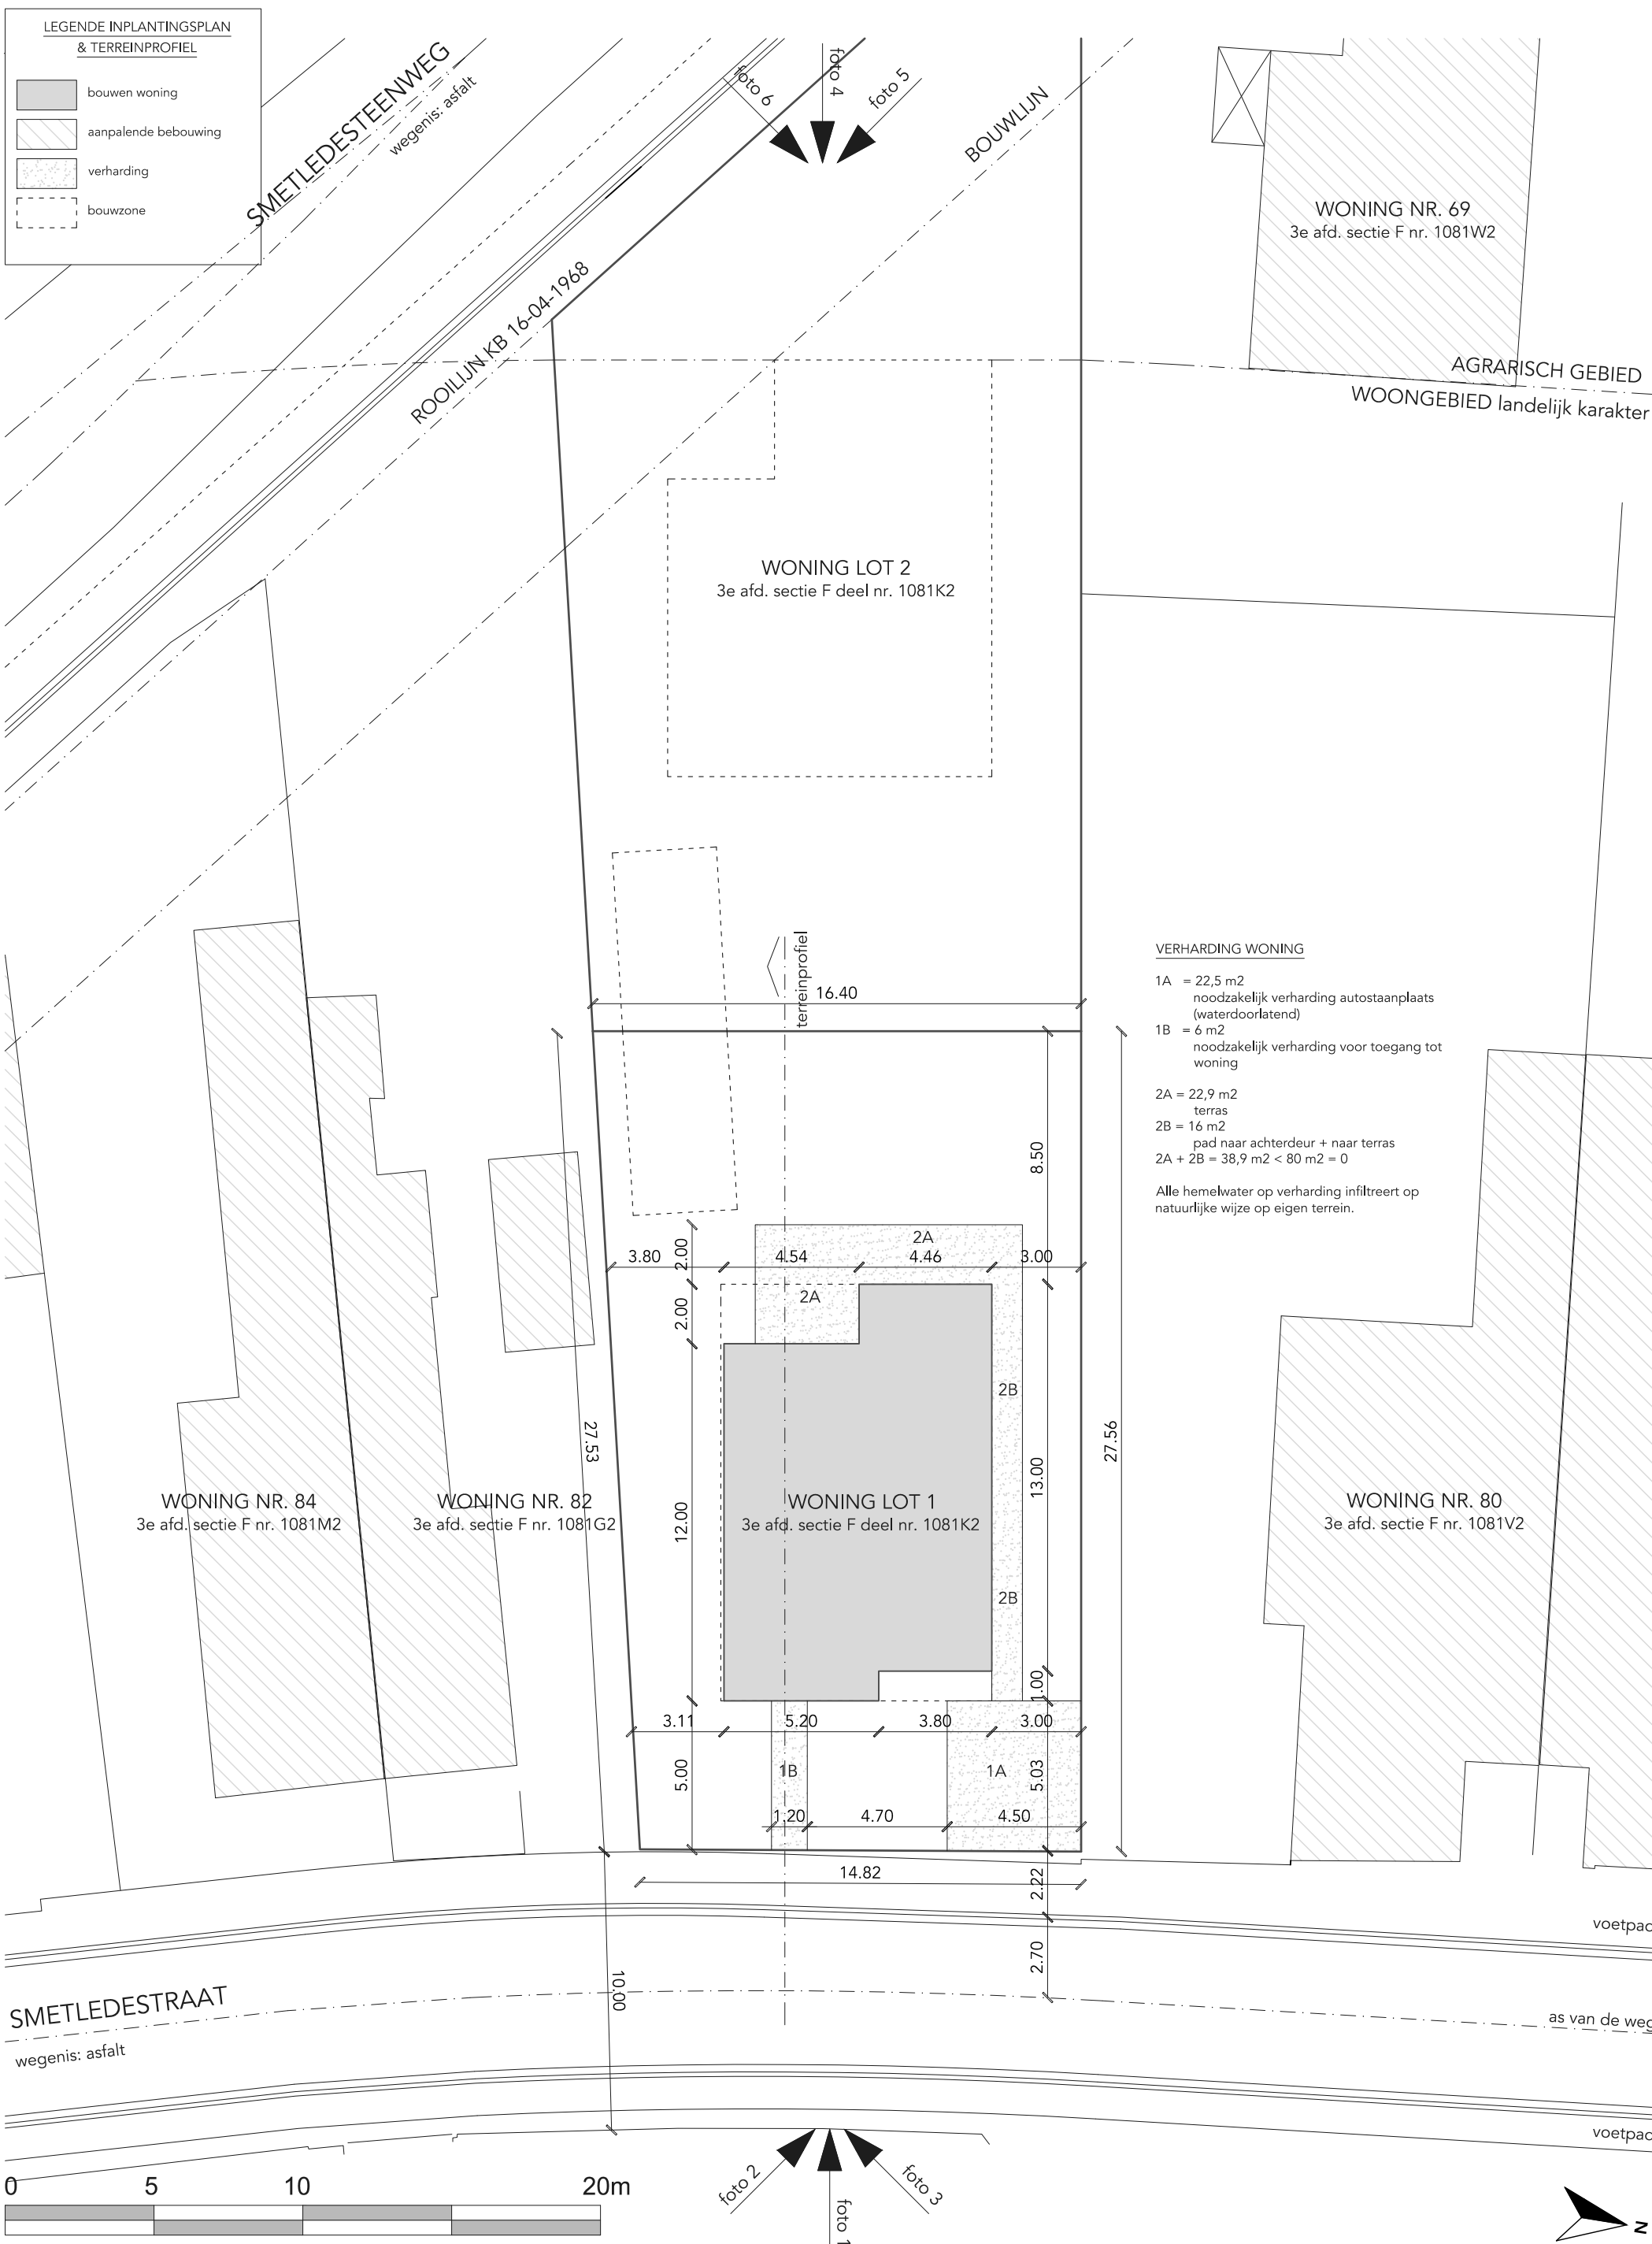 LEGENDE INPLANTINGSPLAN
& TERREINPROFIEL
bouwen woning
aanpalende bebouwing
verharding
bouwzone
SMETLEDESTEENWEG
wegenis: asfalt
foto 6
foto 4
foto 5
BOUWLIJN
ROOILIJN KB 16-04-1968
WONING NR. 69
3e afd. sectie F nr. 1081W2
AGRARISCH GEBIED
WOONGEBIED landelijk karakter
WONING LOT 2
3e afd. sectie F deel nr. 1081K2
terreinprofiel
16.40
VERHARDING WONING
1A = 22,5 m2
noodzakelijk verharding autostaanplaats
(waterdoorlatend)
1B = 6 m2
noodzakelijk verharding voor toegang tot
woning
2A = 22,9 m2
terras
2B = 16 m2
pad naar achterdeur + naar terras
2A + 2B = 38,9 m2 < 80 m2 = 0
Alle hemelwater op verharding infiltreert op
natuurlijke wijze op eigen terrein.
8.50
2A
3.80
2.00
4.54
4.46
3.00
2A
2.00
2B
27.53
27.56
13.00
12.00
WONING NR. 84
3e afd. sectie F nr. 1081M2
WONING NR. 82
3e afd. sectie F nr. 1081G2
WONING LOT 1
3e afd. sectie F deel nr. 1081K2
WONING NR. 80
3e afd. sectie F nr. 1081V2
2B
1.00
3.11
5.20
3.80
3.00
5.00
1B
1A
5.03
1.20
4.70
4.50
14.82
2.22
2.70
10.00
voetpad
SMETLEDESTRAAT
wegenis: asfalt
as van de weg
voetpad
0 5 10 20m
foto 2
foto 1
foto 3
N